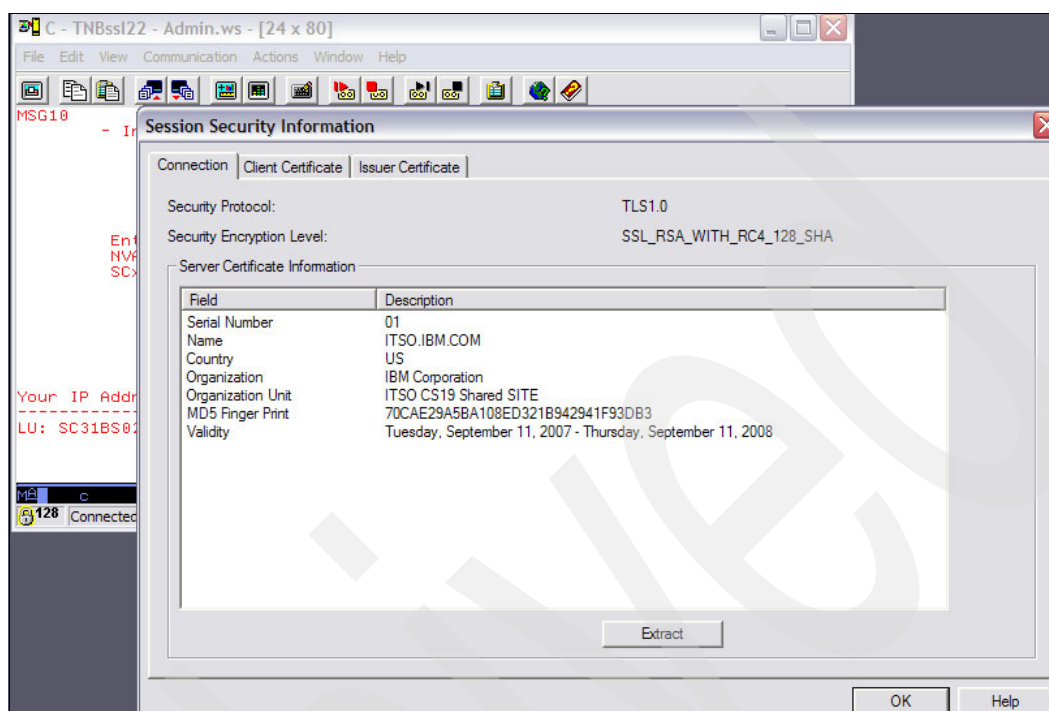 C - TNBssl22 - Admin.ws - [24 x 80]
File Edit View Communication Actions Window Help
MSG10
Session Security Information
Connection Client Certificate Issuer Certificate
Security Protocol: TLS1.0
Security Encryption Level: SSL_RSA_WITH_RC4_128_SHA
Server Certificate Information
Field Description
Serial Number 01
Name ITSO.IBM.COM
Country US
Organization IBM Corporation
Organization Unit ITSO CS19 Shared SITE
MD5 Finger Print 70CAE29A5BA108ED321B942941F93DB3
Validity Tuesday, September 11, 2007 - Thursday, September 11, 2008
Your IP Addr
LU: SC31BS02
MA c
128 Connected
Extract
OK Help